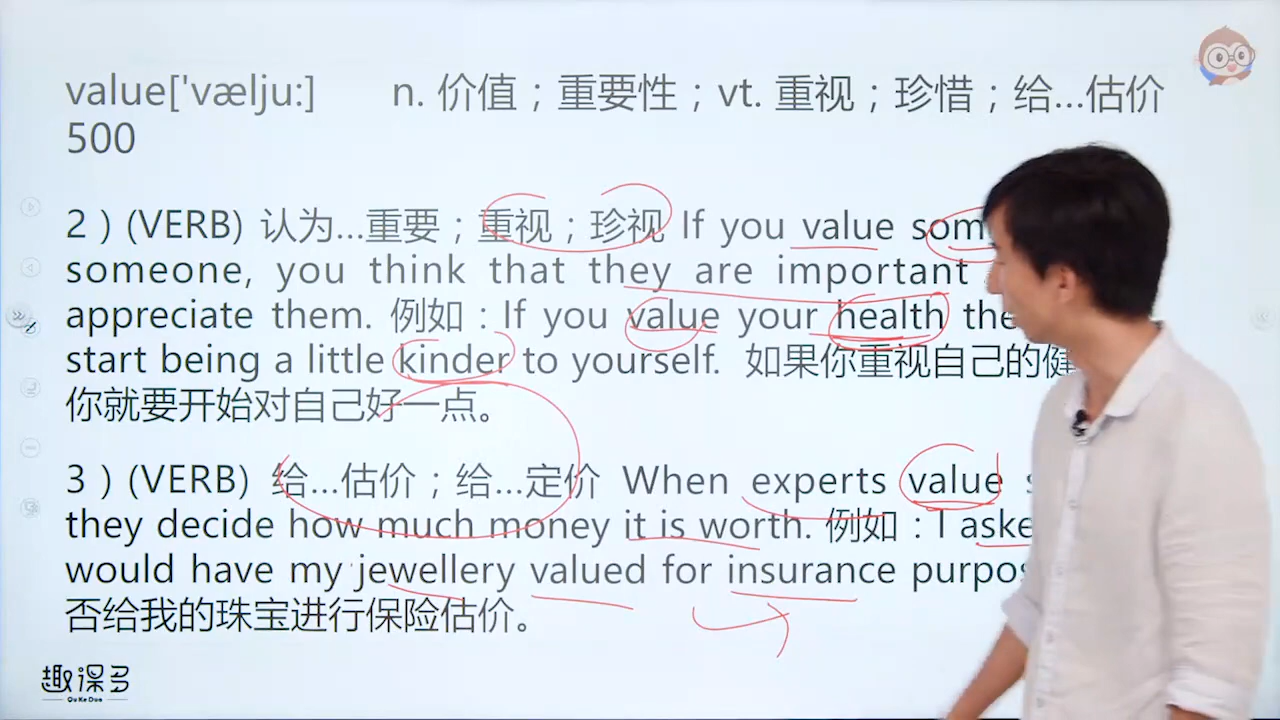 value['vælju:] n. 价值；重要性；vt. 重视；珍惜；给…估价
500
2）(VERB) 认为…重要；重视；珍视 If you value
someone, you think that they are important
appreciate them. 例如：If you value your health
start being a little kinder to yourself. 如果你重视自己的健
你就要开始对自己好一点。
3）(VERB) 给…估价；给…定价 When experts value
they decide how much money it is worth. 例如：I
would have my jewellery valued for insurance
否给我的珠宝进行保险估价。
趣课多
Qu Ke Duo